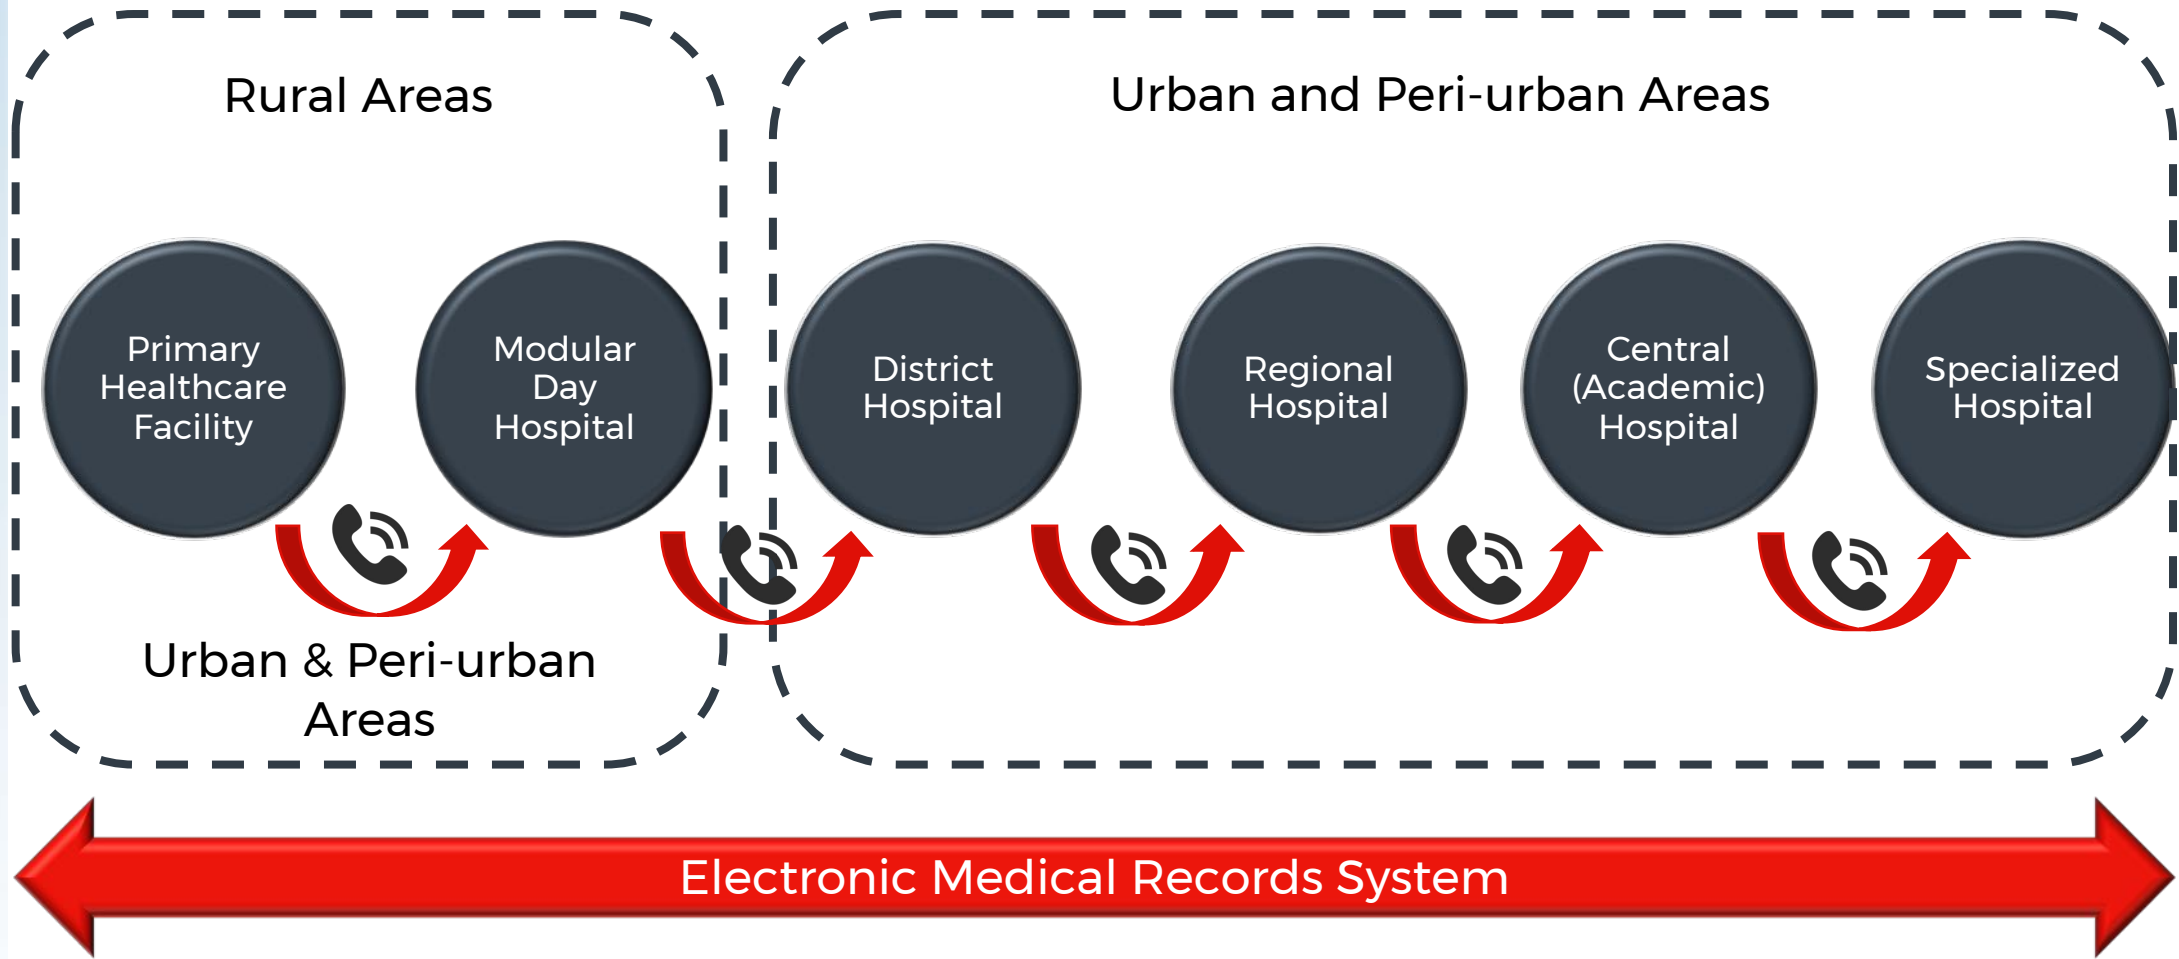 Rural Areas
Urban and Peri-urban Areas
Primary
Healthcare
Facility
Modular
Day
Hospital
District
Hospital
Regional
Hospital
Central
(Academic)
Hospital
Specialized
Hospital
Urban & Peri-urban
Areas
Electronic Medical Records System